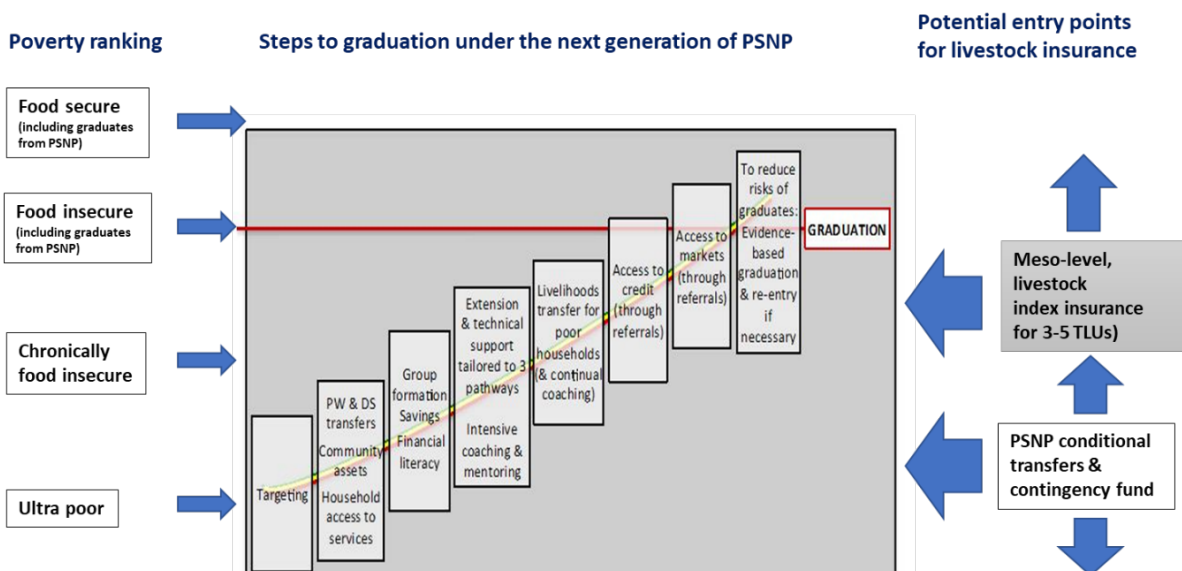 Poverty ranking
Steps to graduation under the next generation of PSNP
Potential entry points
for livestock insurance
Food secure
(including graduates
from PSNP)
Food insecure
(including graduates
from PSNP)
Chronically
food insecure
Ultra poor
Targeting
PW & DS
transfers
Community
assets
Household
access to
services
Group
formation
Savings
Financial
literacy
Extension
& technical
support
tailored to 3
pathways
Intensive
coaching &
mentoring
Livelihoods
transfer for
poor
households
(& continual
coaching)
Access to
credit
(through
referrals)
Access to
markets
(through
referrals)
To reduce
risks of
graduates:
Evidence-
based
graduation
& re-entry
if
necessary
GRADUATION
Meso-level,
livestock
index insurance
for 3-5 TLUs)
PSNP conditional
transfers &
contingency fund